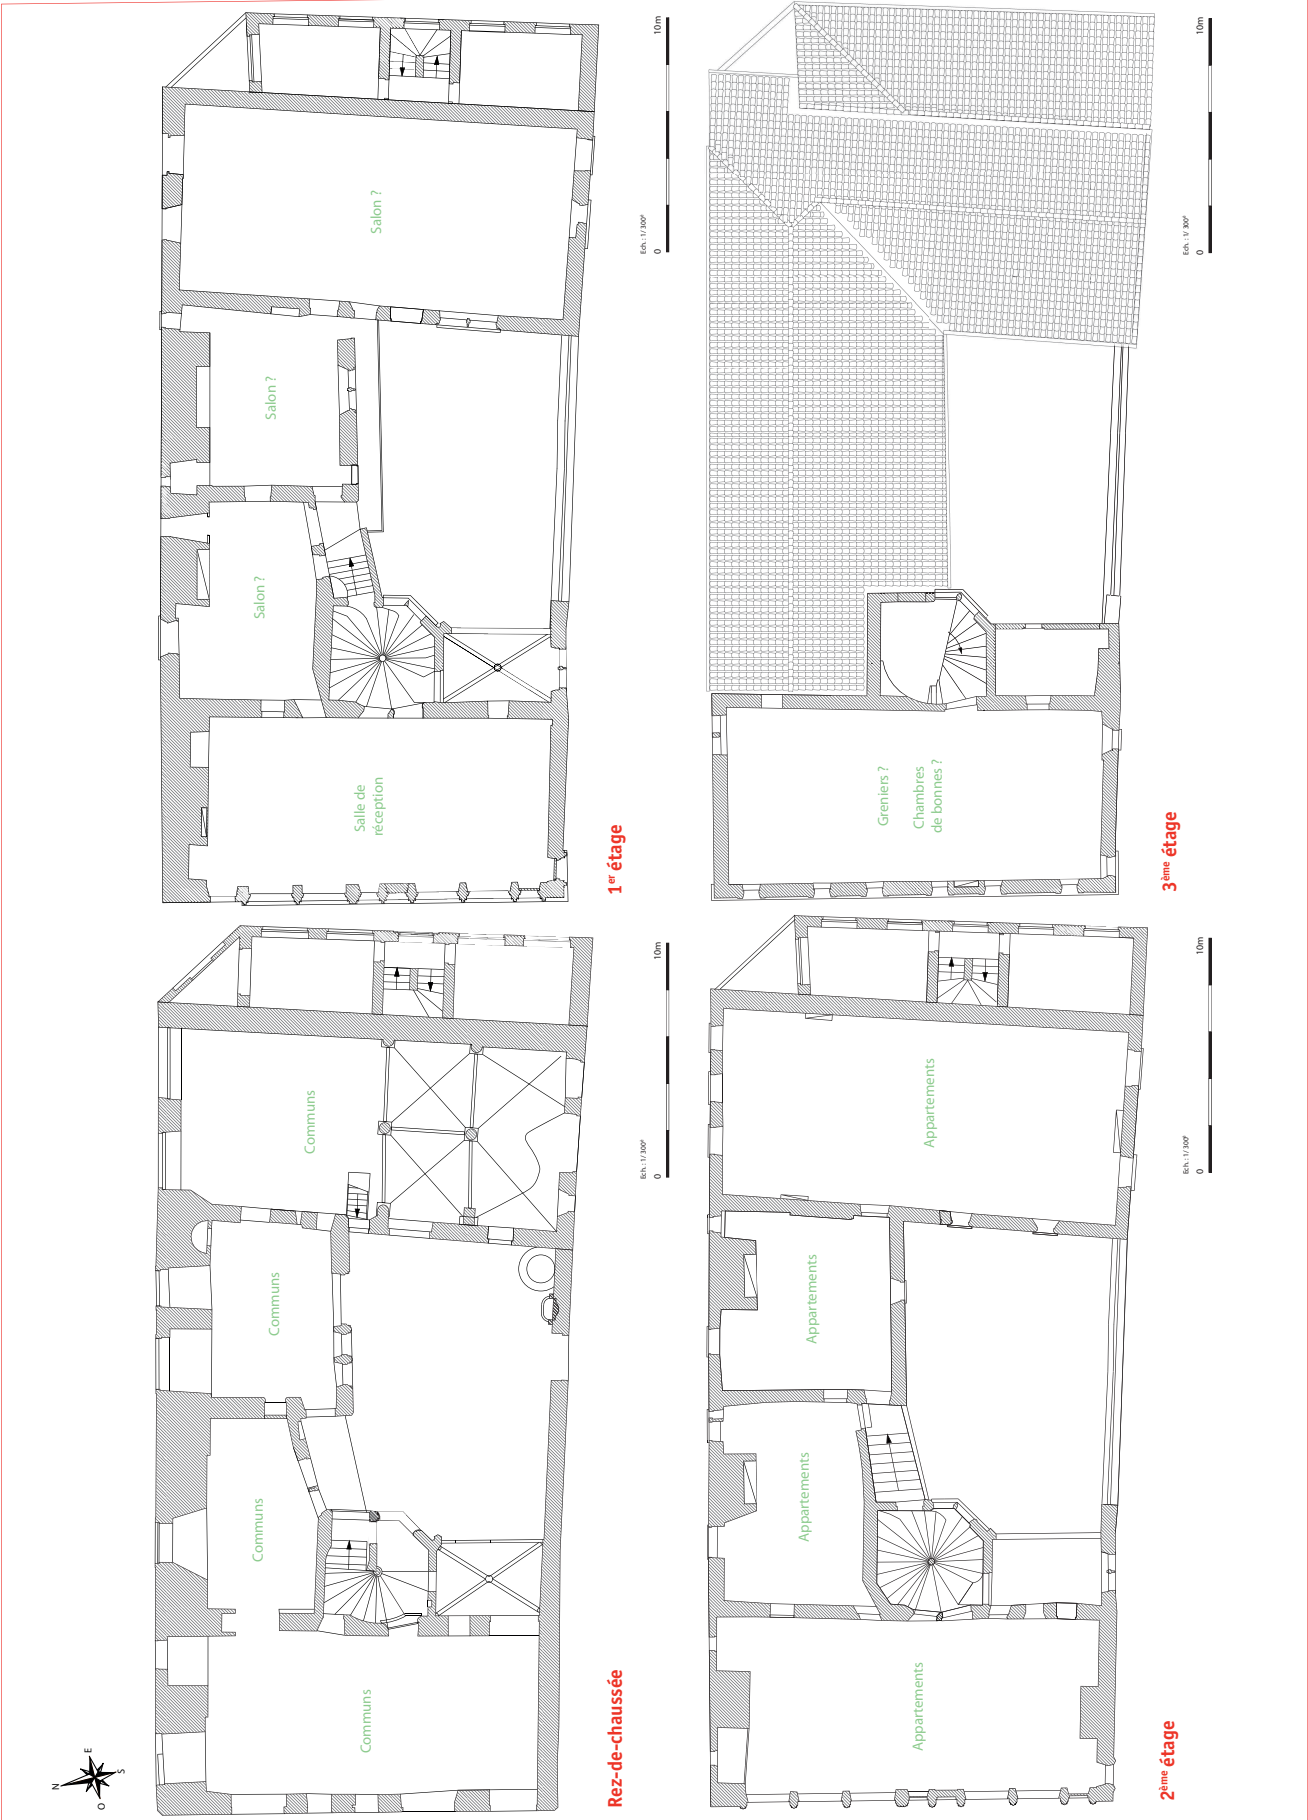 10m
Ech. : 1/ 300e
0
Salon ?
Salon ?
Salon ?
Salle de
réception
1er étage
10m
Ech. : 1/ 300e
0
Greniers ?
Chambres
de bonnes ?
3ème étage
10m
Ech. : 1/ 300e
0
Communs
Communs
Communs
Communs
Rez-de-chaussée
N
E
S
O
10m
Ech. : 1/ 300e
0
Appartements
Appartements
Appartements
Appartements
2ème étage